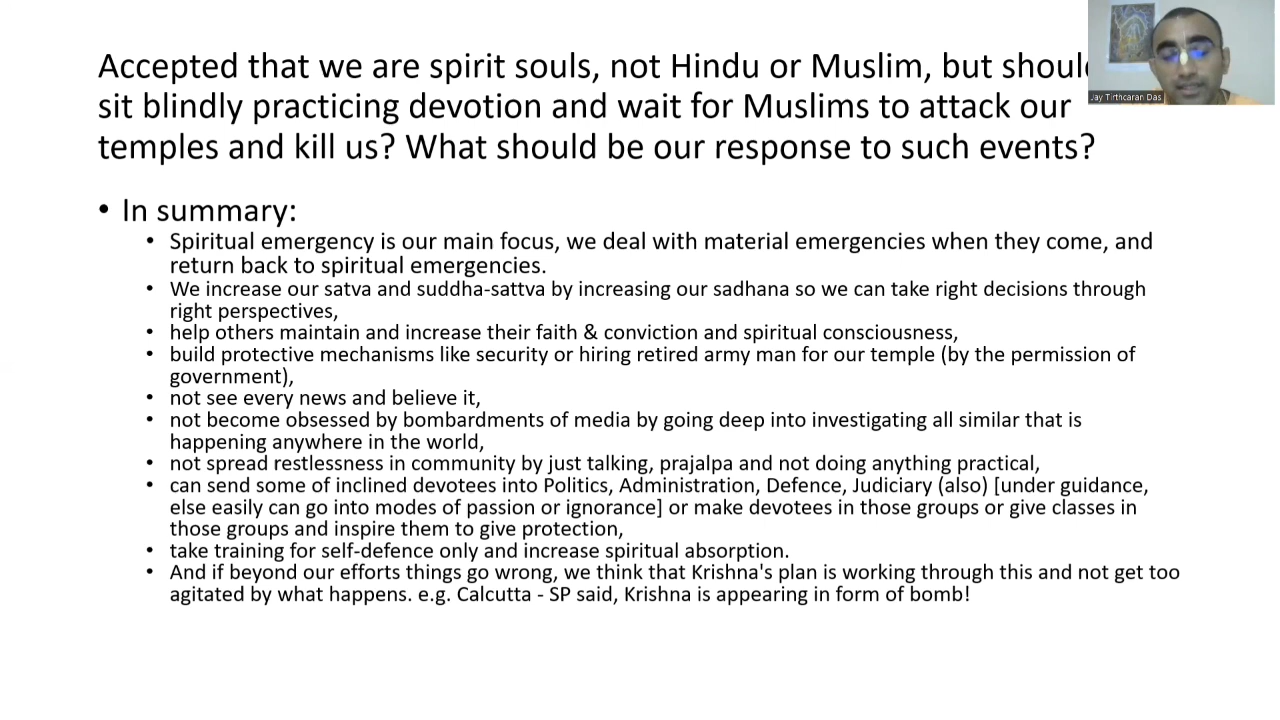 Accepted that we are spirit souls, not Hindu or Muslim, but
sit blindly practicing devotion and wait for Muslims to attack our
temples and kill us? What should be our response to such events?
Jay Tirthcaran Das
• In summary:
• Spiritual emergency is our main focus, we deal with material emergencies when they come, and
return back to spiritual emergencies.
• We increase our satva and suddha-sattva by increasing our sadhana so we can take right decisions through
right perspectives,
• help others maintain and increase their faith & conviction and spiritual consciousness,
• build protective mechanisms like security or hiring retired army man for our temple (by the permission of
government),
• not see every news and believe it,
• not become obsessed by bombardments of media by going deep into investigating all similar that is
happening anywhere in the world,
• not spread restlessness in community by just talking, prajalpa and not doing anything practical,
• can send some of inclined devotees into Politics, Administration, Defence, Judiciary (also) [under guidance,
else easily can go into modes of passion or ignorance] or make devotees in those groups or give classes in
those groups and inspire them to give protection,
• take training for self-defence only and increase spiritual absorption.
• And if beyond our efforts things go wrong, we think that Krishna's plan is working through this and not get too
agitated by what happens. e.g. Calcutta - SP said, Krishna is appearing in form of bomb!